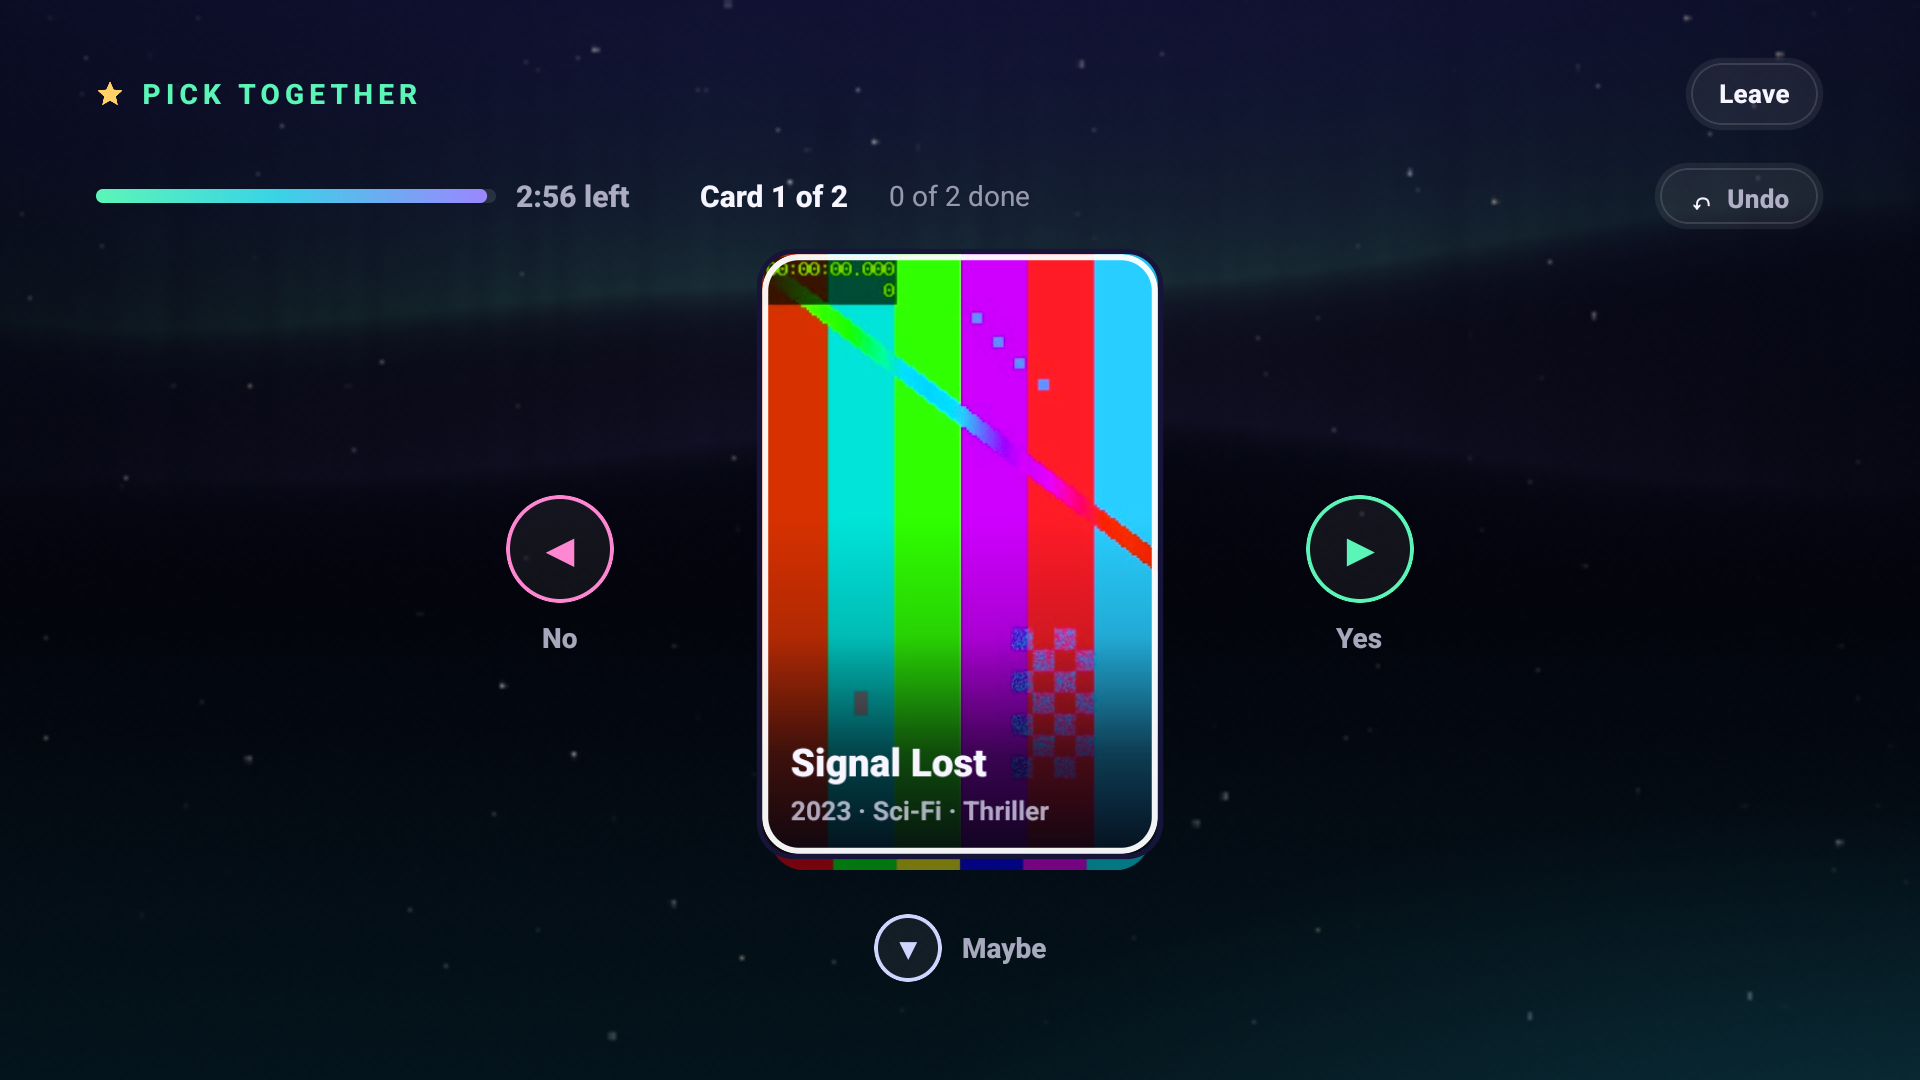 PICK TOGETHER
Leave
2:56 left
Card 1 of 2
0 of 2 done
Undo
00:00:00.000
0
No
Yes
Signal Lost
2023 · Sci-Fi · Thriller
Maybe